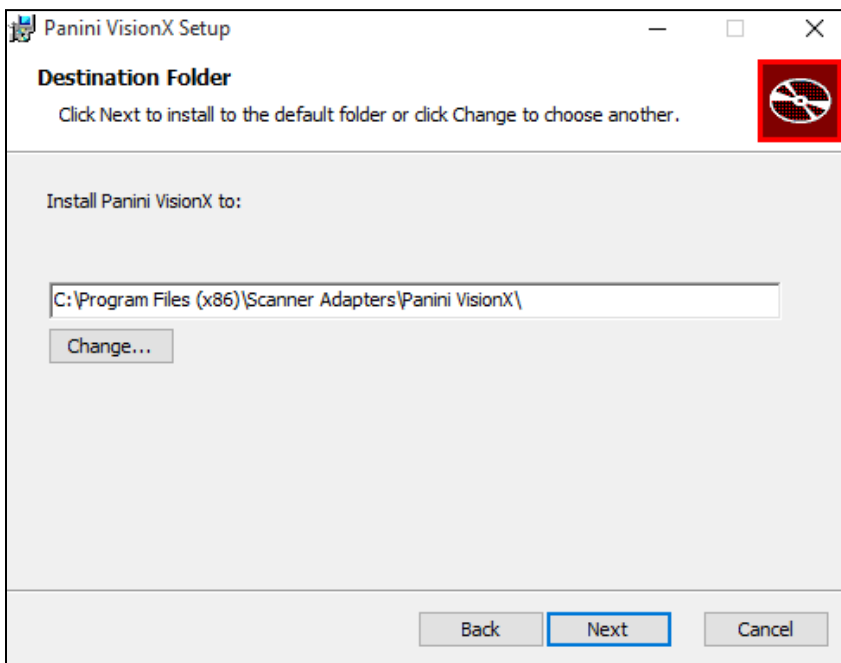 Panini VisionX Setup
Destination Folder
Click Next to install to the default folder or click Change to choose another.
Install Panini VisionX to:
C:\Program Files (x86)\Scanner Adapters\Panini VisionX\
Change...
Back Next Cancel